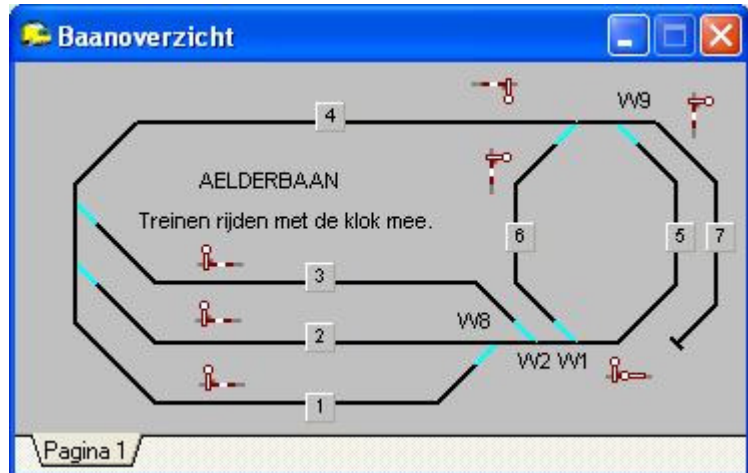 Baanoverzicht
W9
4
AELDERBAAN
Treinen rijden met de klok mee.
6
5
7
3
W8
2
W2 W1
1
Pagina 1